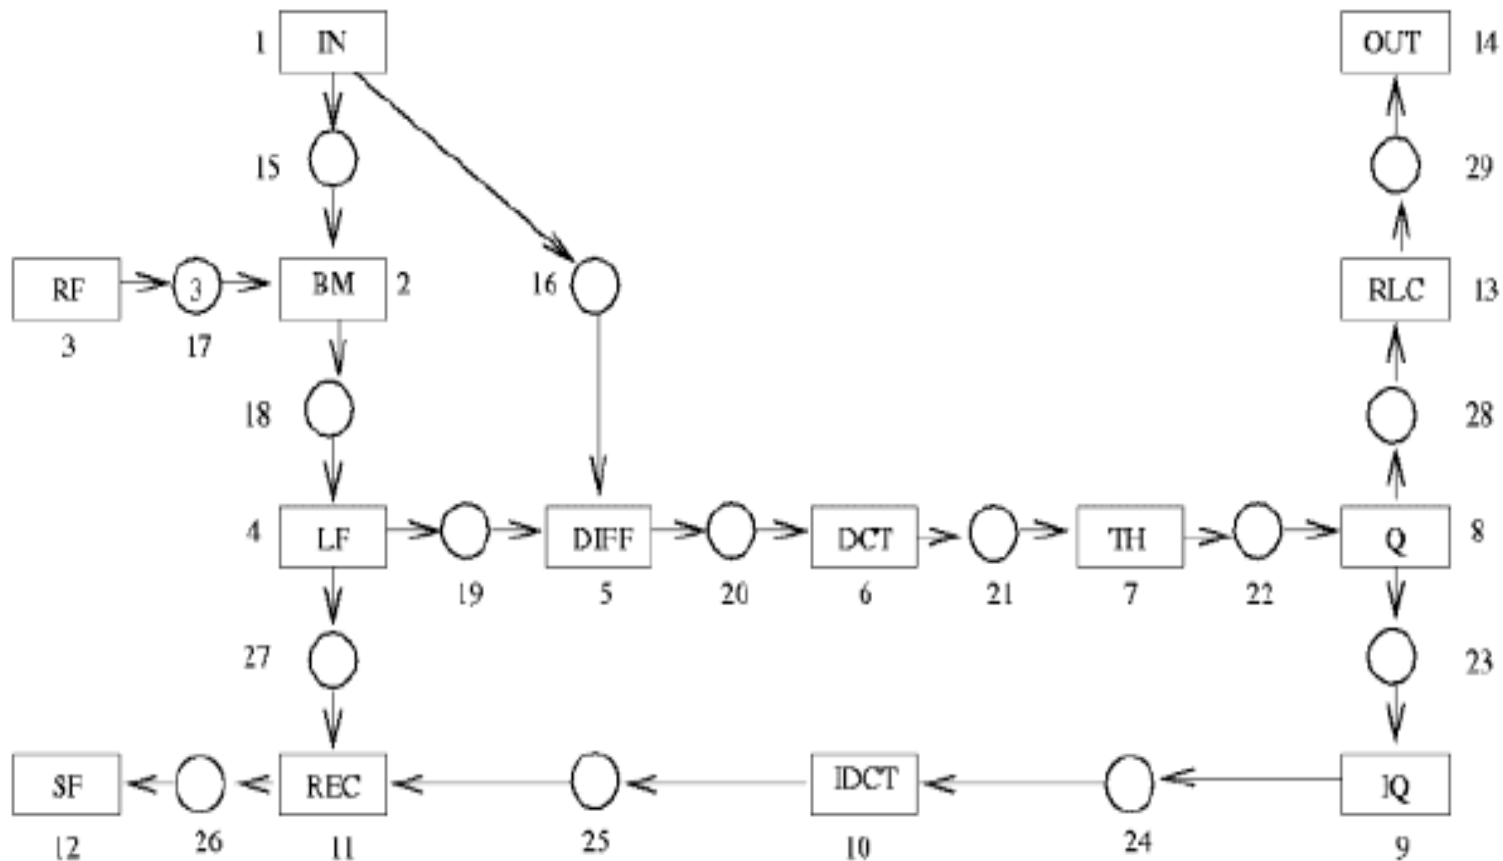 1 IN OUT 14
15 29
RF 3 BM 2 16 RLC 13
3 17
18 28
4 LF DIFF DCT TH Q 8
19 5 20 6 21 7 22
27 23
SF REC IDCT IQ
12 26 11 25 10 24 9